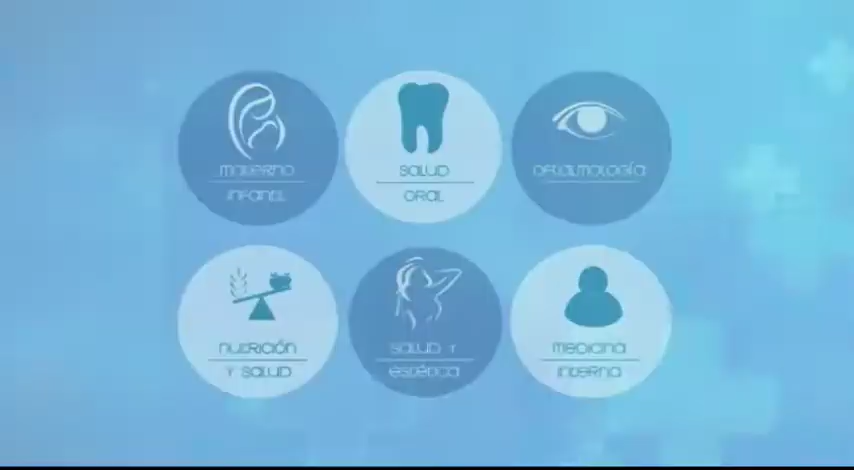 MATERNO
INFANTIL
SALUD
ORAL
OFTALMOLOGÍA
NUTRICIÓN
Y SALUD
SALUD Y
ESTÉTICA
MEDICINA
INTERNA